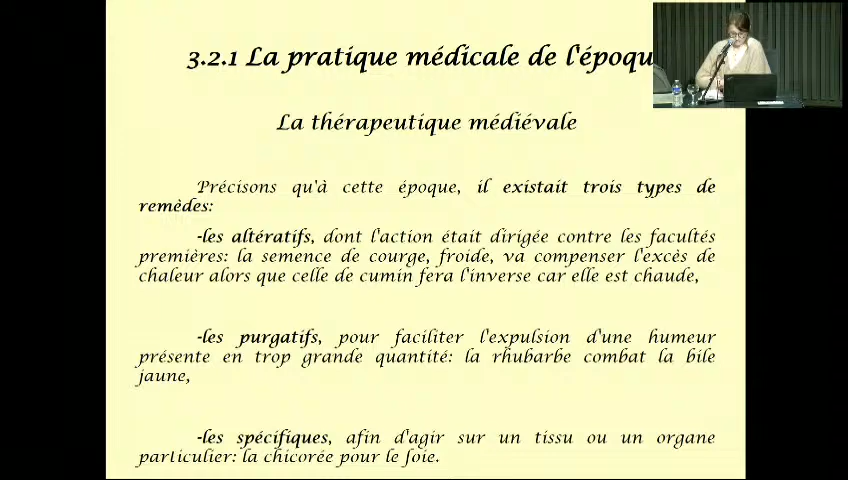 3.2.1 La pratique médicale de l'époqu
La thérapeutique médiévale
Précisons qu'à cette époque, il existait trois types de
remèdes:
-les altératifs, dont l'action était dirigée contre les facultés
premières: la semence de courge, froide, va compenser l'excès de
chaleur alors que celle de cumin fera l'inverse car elle est chaude,
-les purgatifs, pour faciliter l'expulsion d'une humeur
présente en trop grande quantité: la rhubarbe combat la bile
jaune,
-les spécifiques, afin d'agir sur un tissu ou un organe
particulier: la chicorée pour le foie.